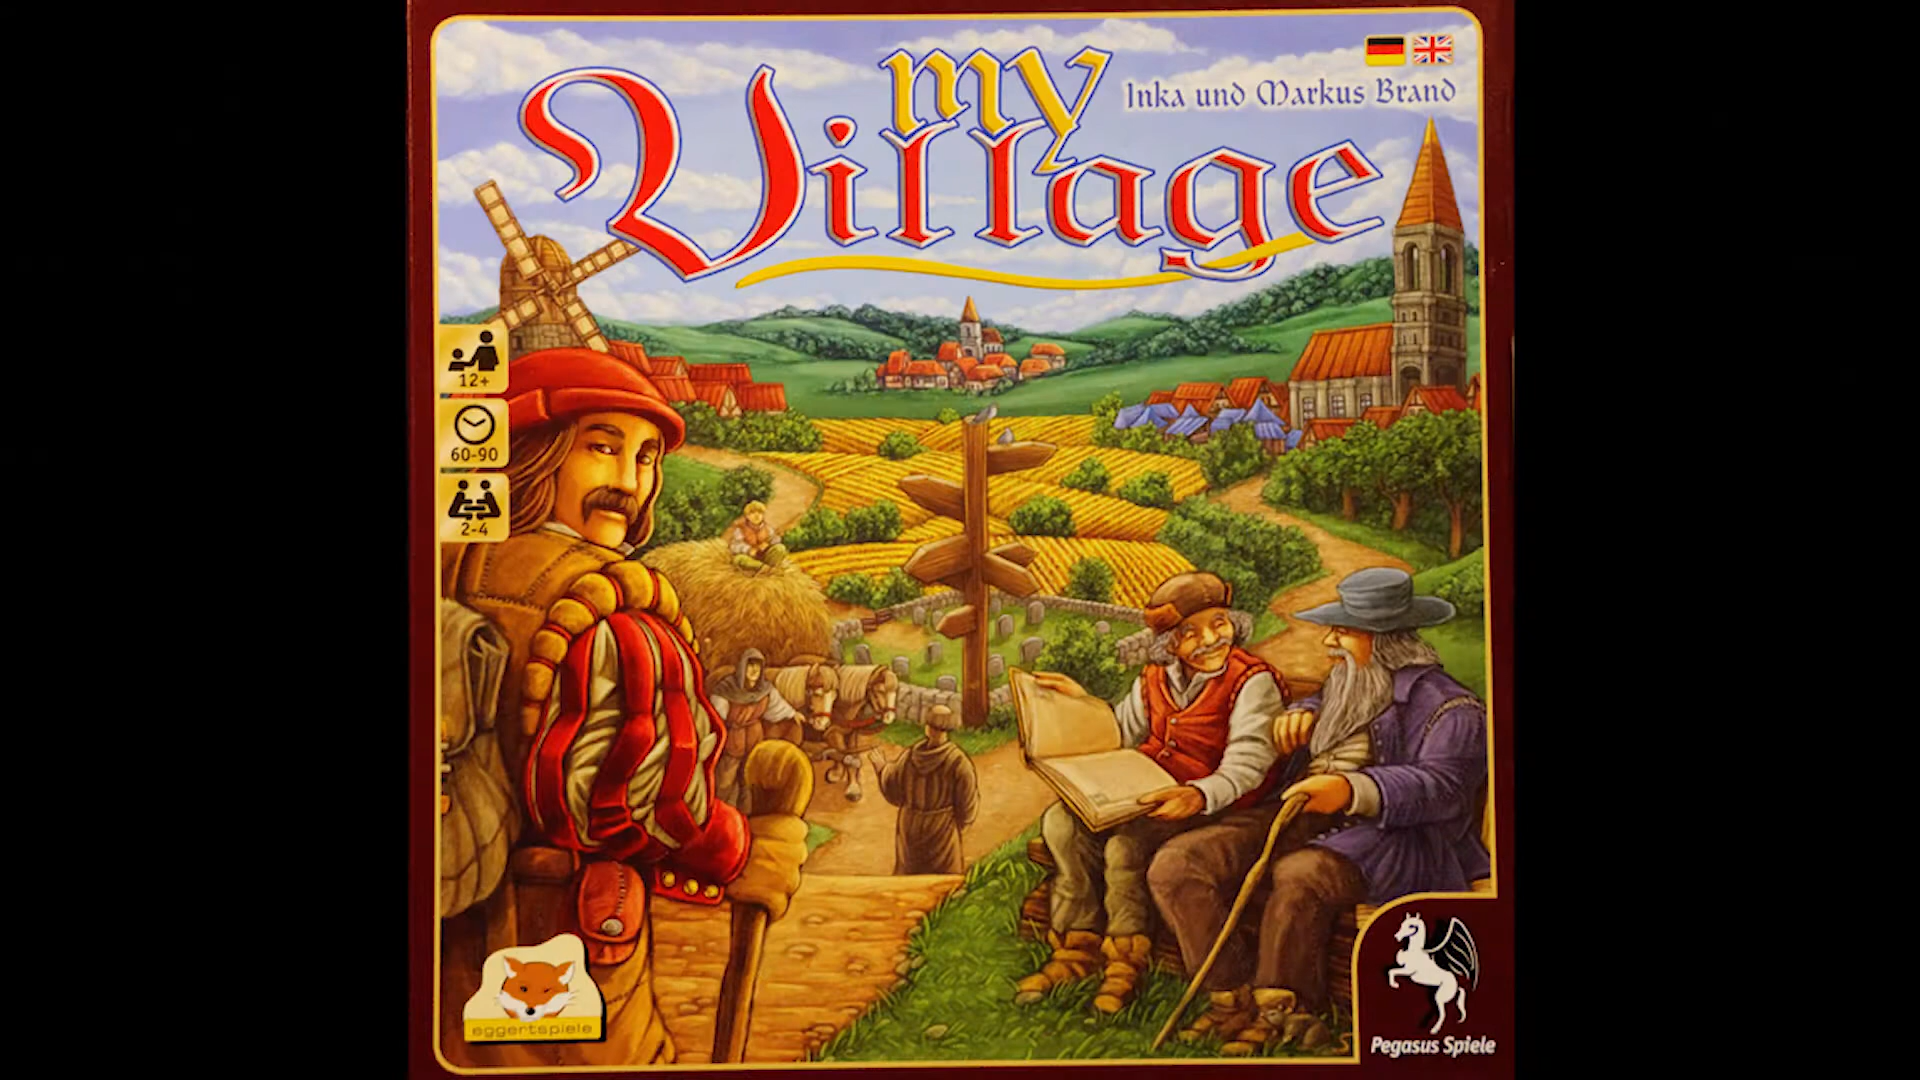 my
Village
Inka und Markus Brand
12+
60-90
2-4
eggertspiele
Pegasus Spiele